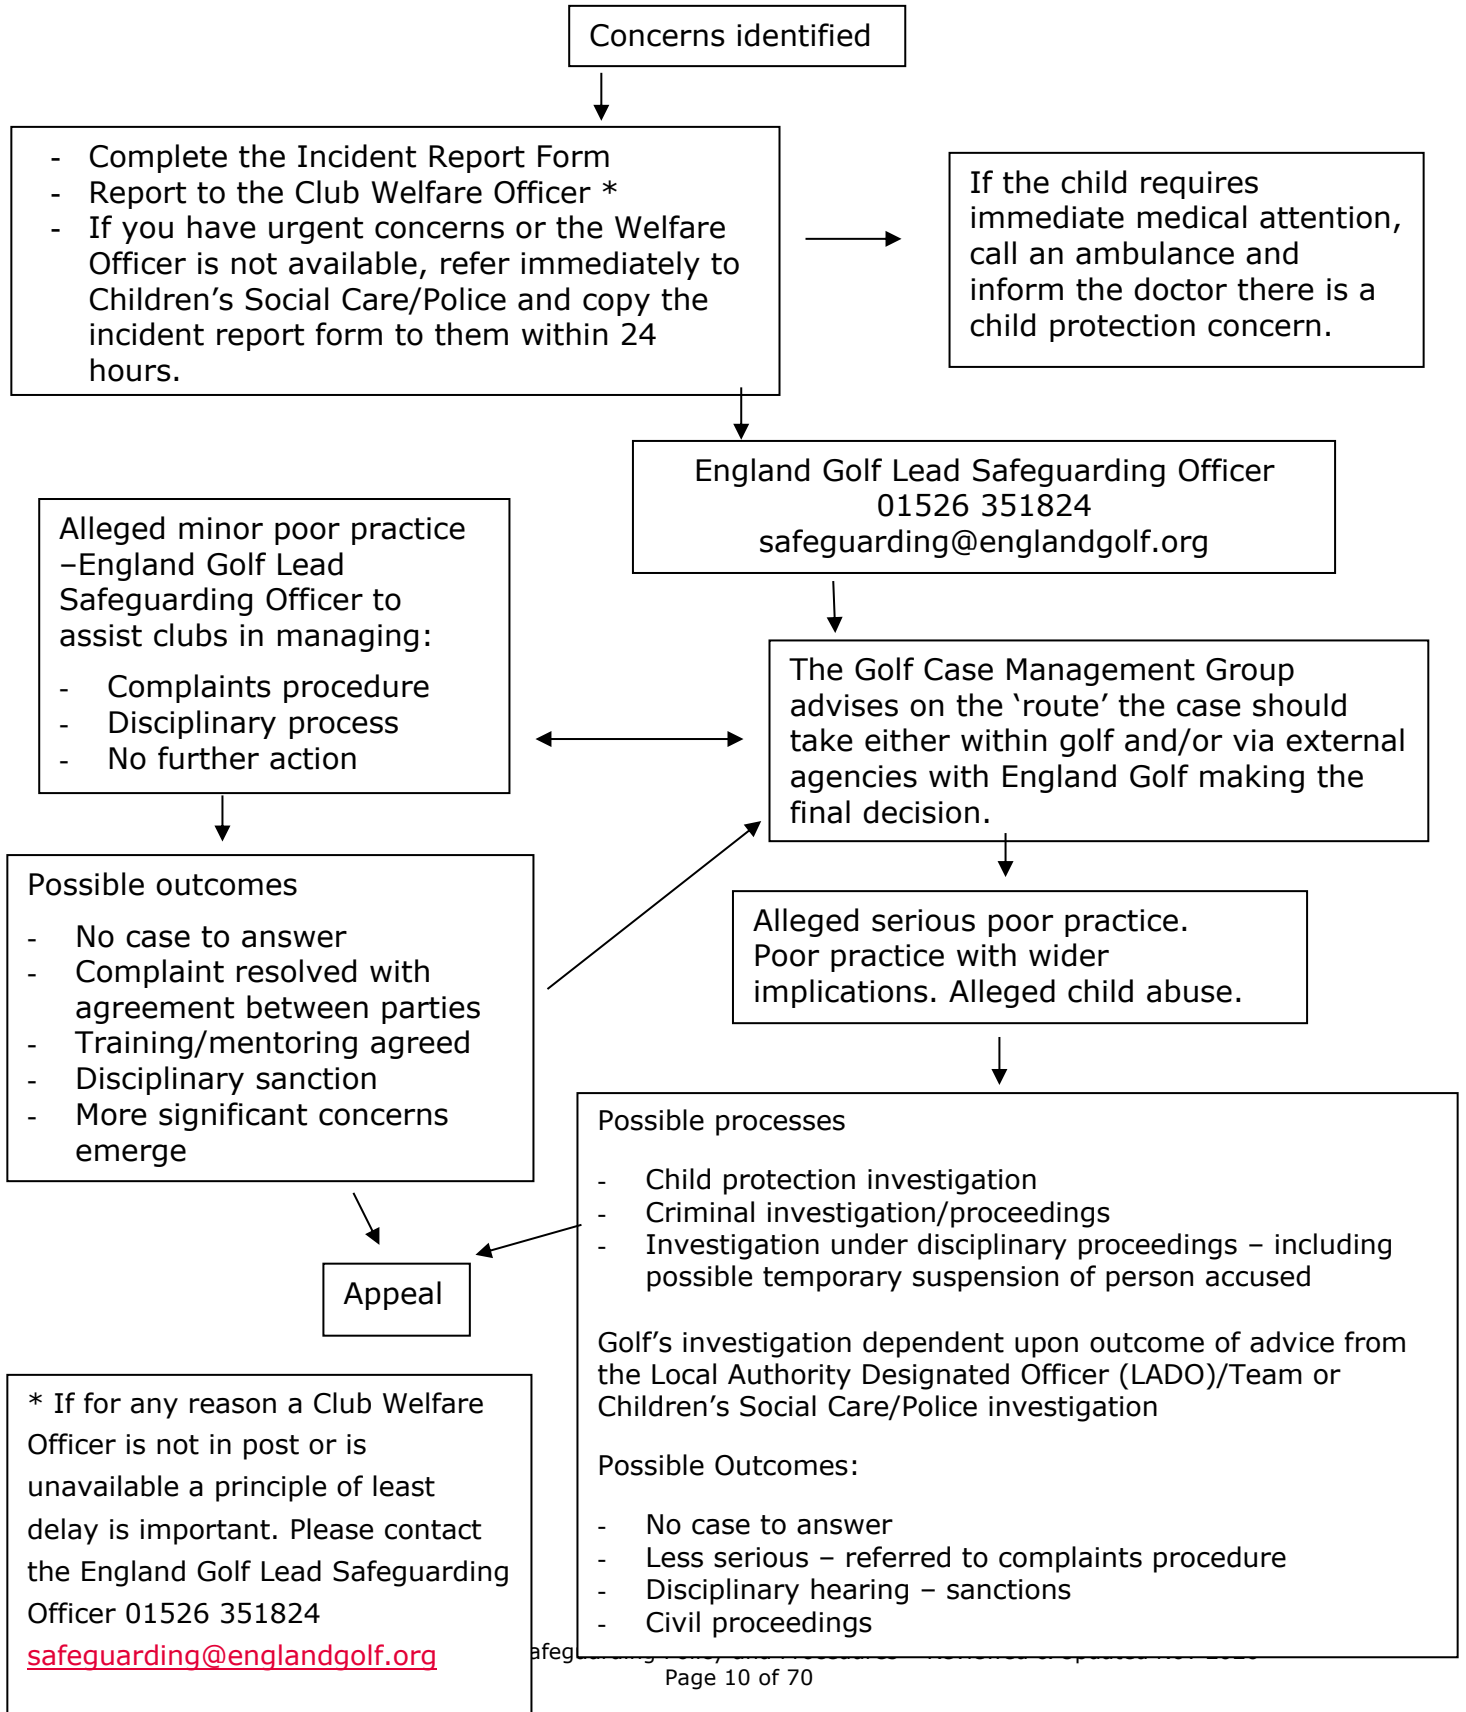 Concerns identified
- Complete the Incident Report Form
- Report to the Club Welfare Officer *
- If you have urgent concerns or the Welfare
Officer is not available, refer immediately to
Children’s Social Care/Police and copy the
incident report form to them within 24
hours.
If the child requires
immediate medical attention,
call an ambulance and
inform the doctor there is a
child protection concern.
England Golf Lead Safeguarding Officer
01526 351824
safeguarding@englandgolf.org
Alleged minor poor practice
–England Golf Lead
Safeguarding Officer to
assist clubs in managing:
- Complaints procedure
- Disciplinary process
- No further action
The Golf Case Management Group
advises on the ‘route’ the case should
take either within golf and/or via external
agencies with England Golf making the
final decision.
Possible outcomes
- No case to answer
- Complaint resolved with
agreement between parties
- Training/mentoring agreed
- Disciplinary sanction
- More significant concerns
emerge
Alleged serious poor practice.
Poor practice with wider
implications. Alleged child abuse.
Possible processes
- Child protection investigation
- Criminal investigation/proceedings
- Investigation under disciplinary proceedings – including
possible temporary suspension of person accused
Golf’s investigation dependent upon outcome of advice from
the Local Authority Designated Officer (LADO)/Team or
Children’s Social Care/Police investigation
Possible Outcomes:
- No case to answer
- Less serious – referred to complaints procedure
- Disciplinary hearing – sanctions
- Civil proceedings
Appeal
* If for any reason a Club Welfare
Officer is not in post or is
unavailable a principle of least
delay is important. Please contact
the England Golf Lead Safeguarding
Officer 01526 351824
safeguarding@englandgolf.org
Page 10 of 70